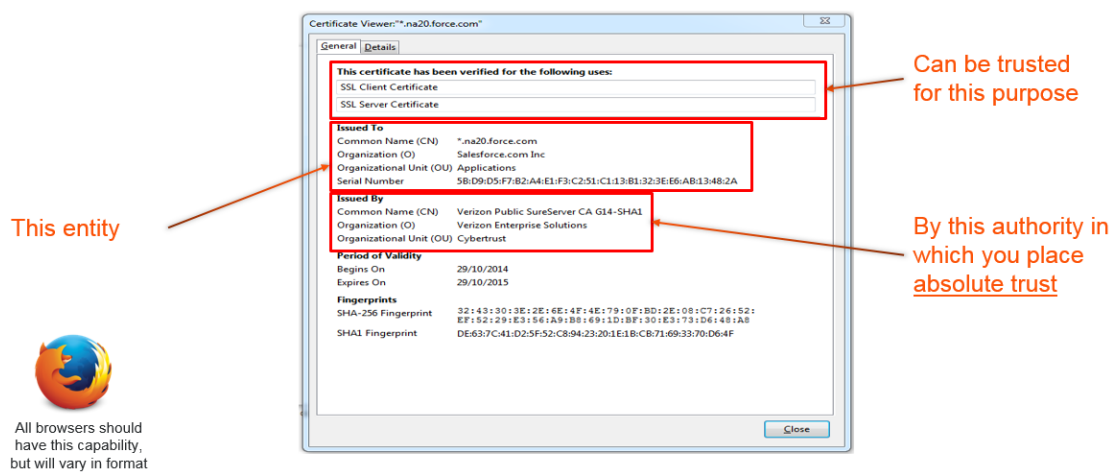 Certificate Viewer:"*.na20.force.com"
General Details
This certificate has been verified for the following uses:
SSL Client Certificate
SSL Server Certificate
Issued To
Common Name (CN) *.na20.force.com
Organization (O) Salesforce.com Inc
Organizational Unit (OU) Applications
Serial Number 5B:D9:D5:F7:B2:A4:E1:F3:C2:51:C1:13:B1:32:3E:E6:AB:13:48:2A
Issued By
Common Name (CN) Verizon Public SureServer CA G14-SHA1
Organization (O) Verizon Enterprise Solutions
Organizational Unit (OU) Cybertrust
Period of Validity
Begins On 29/10/2014
Expires On 29/10/2015
Fingerprints
SHA-256 Fingerprint 32:43:30:3E:2E:6E:4F:4E:79:0F:BD:2E:08:C7:26:52:
EF:52:29:E3:56:A9:B8:69:1D:BF:30:E3:73:D6:48:A8
SHA1 Fingerprint DE:63:7C:41:D2:5F:52:C8:94:23:20:1E:1B:CB:71:69:33:70:D6:4F
Close
Can be trusted
for this purpose
This entity
By this authority in
which you place
absolute trust
All browsers should
have this capability,
but will vary in format